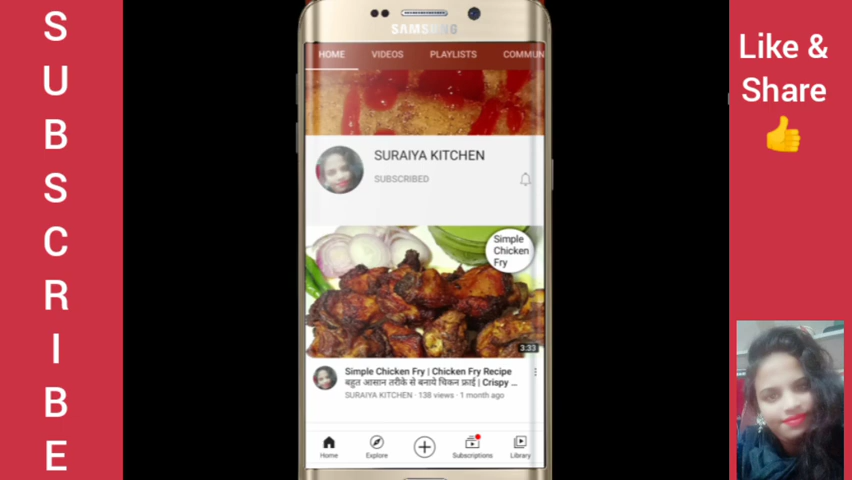 S
U
B
S
C
R
I
B
E
SAMSUNG
HOME VIDEOS PLAYLISTS COMMUN
SURAIYA KITCHEN
SUBSCRIBED
Simple
Chicken
Fry
3:33
Simple Chicken Fry | Chicken Fry Recipe
बहुत आसान तरीके से बनाये चिकन फ्राई | Crispy ...
SURAIYA KITCHEN · 138 views · 1 month ago
Home Explore Subscriptions Library
Like &
Share